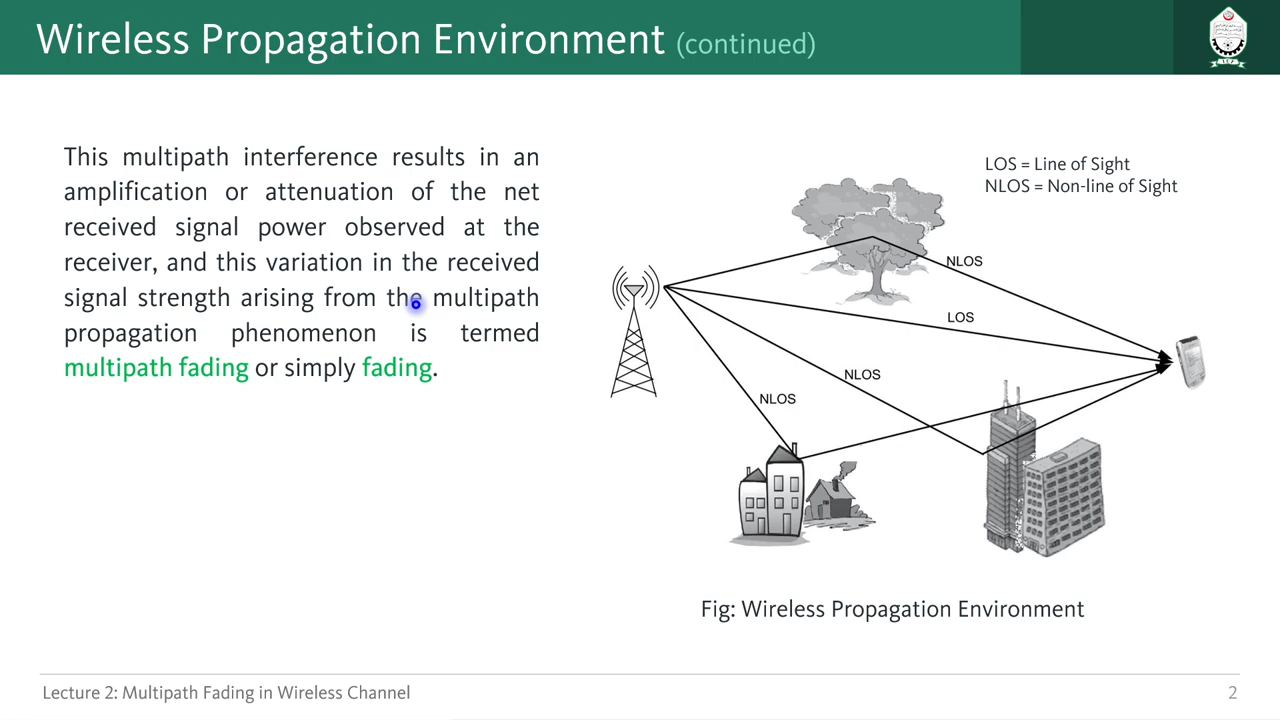 Wireless Propagation Environment (continued)
This multipath interference results in an
amplification or attenuation of the net
received signal power observed at the
receiver, and this variation in the received
signal strength arising from the multipath
propagation phenomenon is termed
multipath fading or simply fading.
LOS = Line of Sight
NLOS = Non-line of Sight
NLOS
LOS
NLOS
NLOS
Fig: Wireless Propagation Environment
Lecture 2: Multipath Fading in Wireless Channel
2